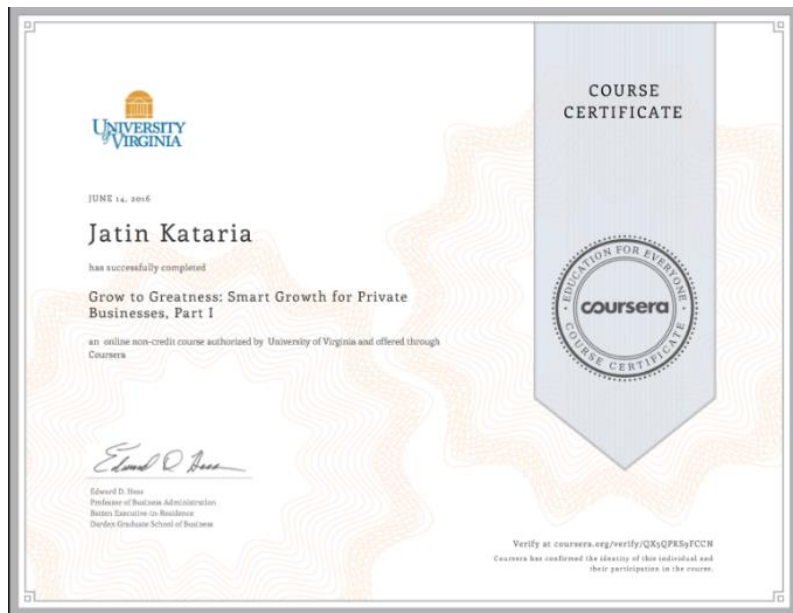 UNIVERSITY
of VIRGINIA
COURSE
CERTIFICATE
JUNE 14, 2016
Jatin Kataria
has successfully completed
Grow to Greatness: Smart Growth for Private
Businesses, Part I
an online non-credit course authorized by University of Virginia and offered through
Coursera
EDUCATION FOR EVERYONE
coursera
COURSE CERTIFICATE
Edward D. Hess
Edward D. Hess
Professor of Business Administration
Batten Executive-in-Residence
Darden Graduate School of Business
Verify at coursera.org/verify/QX5QPKS9FCCN
Coursera has confirmed the identity of this individual and
their participation in the course.